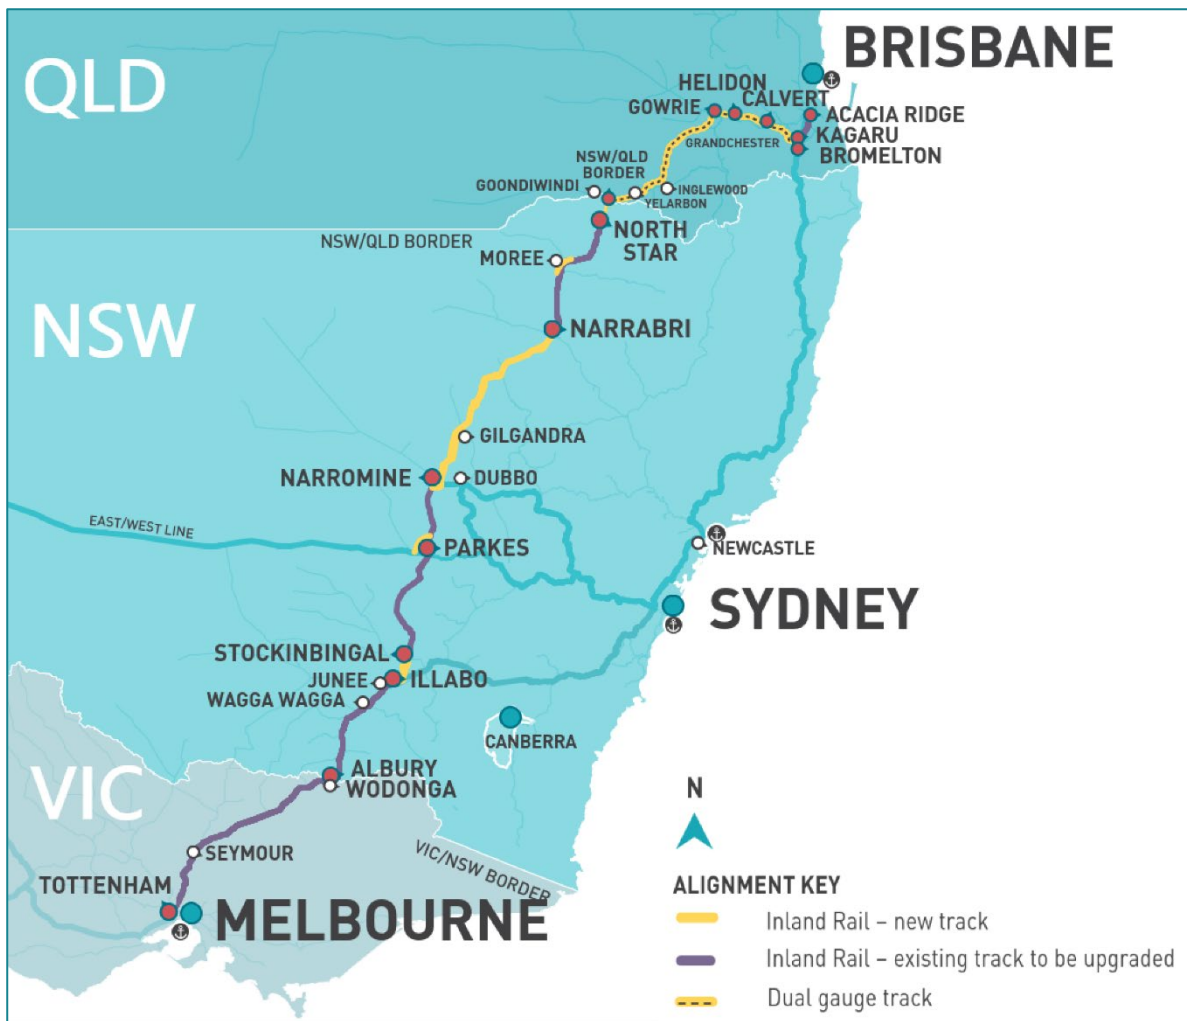 BRISBANE
QLD
HELIDON
CALVERT
GOWRIE
ACACIA RIDGE
KAGARU
GRANDCHESTER
BROMELTON
NSW/QLD
BORDER
GOONDIWINDI
INGLEWOOD
YELARBON
NORTH
STAR
NSW/QLD BORDER
MOREE
NSW
NARRABRI
GILGANDRA
NARROMINE
DUBBO
EAST/WEST LINE
PARKES
NEWCASTLE
SYDNEY
STOCKINBINGAL
JUNEE
ILLABO
WAGGA WAGGA
CANBERRA
ALBURY
VIC
WODONGA
N
SEYMOUR
VIC/NSW BORDER
TOTTENHAM
MELBOURNE
ALIGNMENT KEY
Inland Rail – new track
Inland Rail – existing track to be upgraded
Dual gauge track